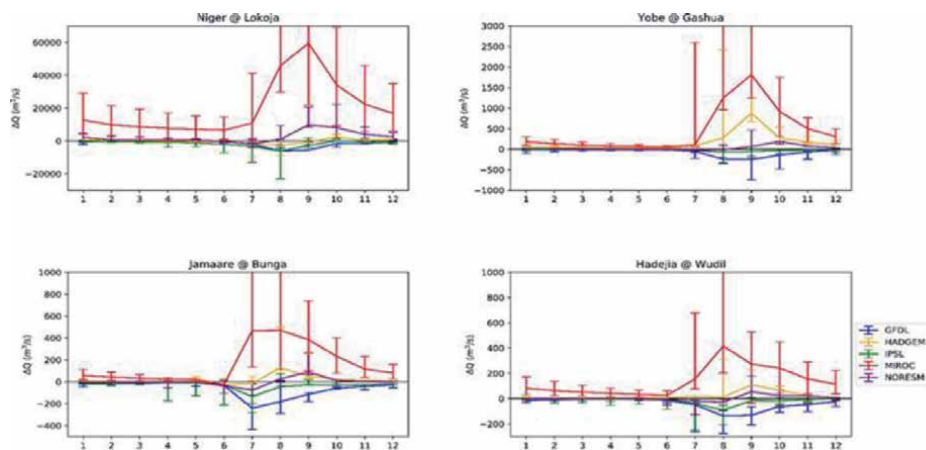 Niger @ Lokoja
ΔQ (m³/s)
60000
40000
20000
0
−20000
1 2 3 4 5 6 7 8 9 10 11 12
Yobe @ Gashua
ΔQ (m³/s)
3000
2500
2000
1500
1000
500
0
−500
−1000
1 2 3 4 5 6 7 8 9 10 11 12
Jamaare @ Bunga
ΔQ (m³/s)
1000
800
600
400
200
0
−200
−400
1 2 3 4 5 6 7 8 9 10 11 12
Hadejia @ Wudil
ΔQ (m³/s)
1000
800
600
400
200
0
−200
1 2 3 4 5 6 7 8 9 10 11 12
GFDL
HADGEM
IPSL
MIROC
NORESM